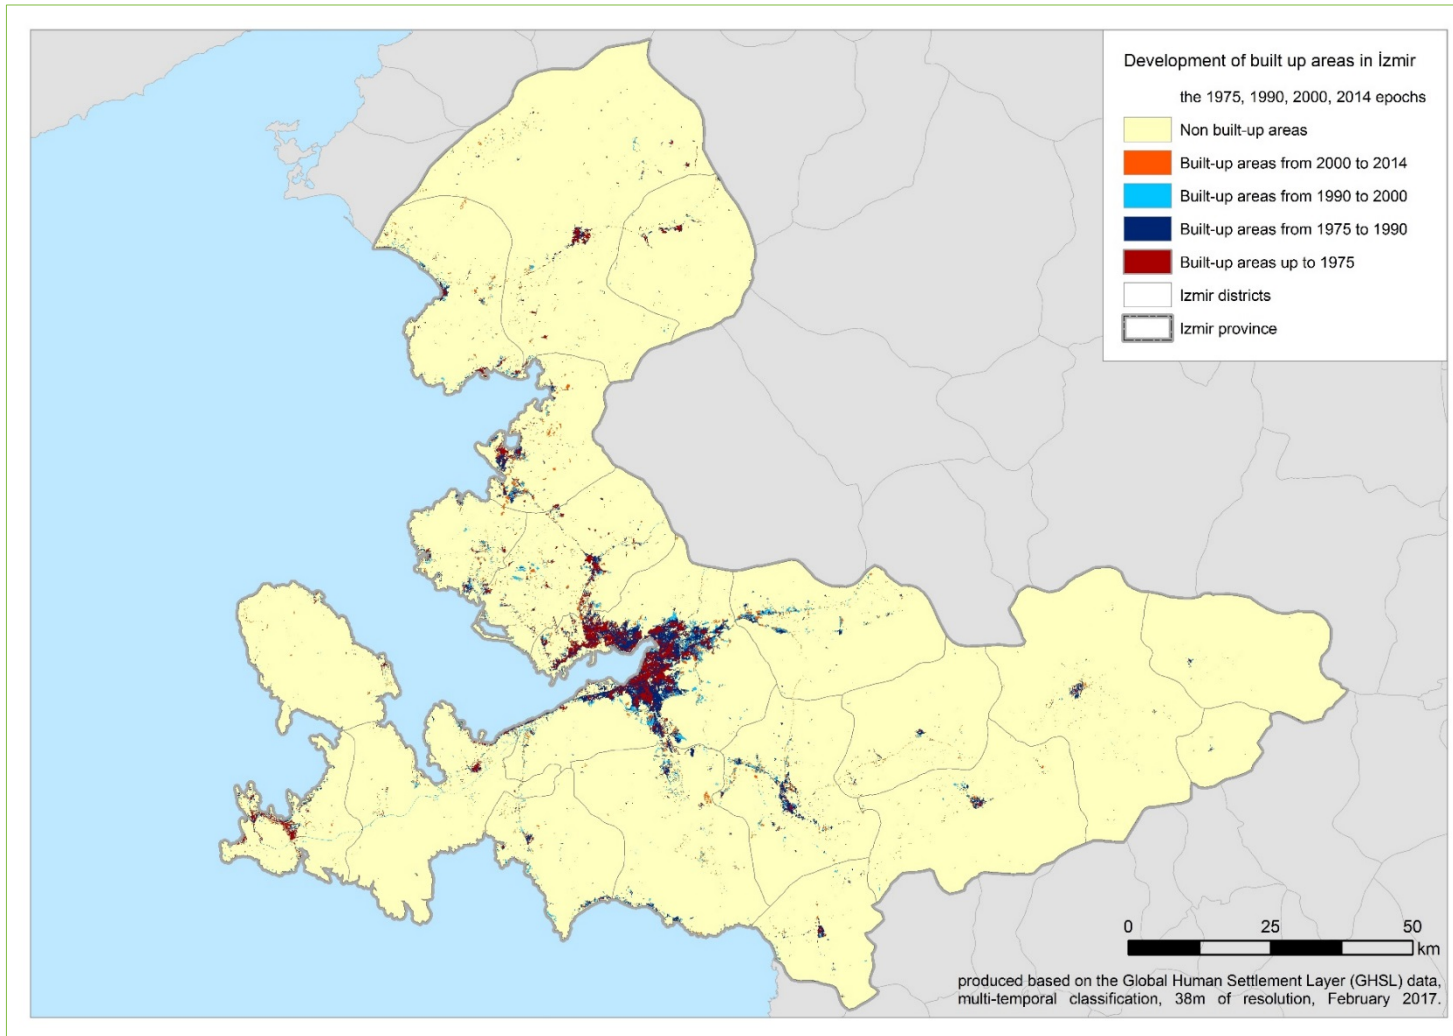 Development of built up areas in İzmir
the 1975, 1990, 2000, 2014 epochs
Non built-up areas
Built-up areas from 2000 to 2014
Built-up areas from 1990 to 2000
Built-up areas from 1975 to 1990
Built-up areas up to 1975
Izmir districts
Izmir province
0 25 50
km
produced based on the Global Human Settlement Layer (GHSL) data,
multi-temporal classification, 38m of resolution, February 2017.